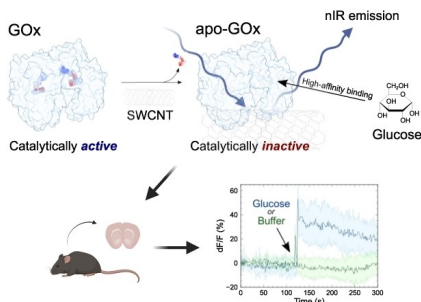 GOx
apo-GOx
nIR emission
High-affinity binding
SWCNT
CH₂OH
O
OH
OH
OH
OH
Glucose
Catalytically active
Catalytically inactive
60
40
20
0
-20
dF/F (%)
Glucose
or
Buffer
0 50 100 150 200 250 300
Time (s)